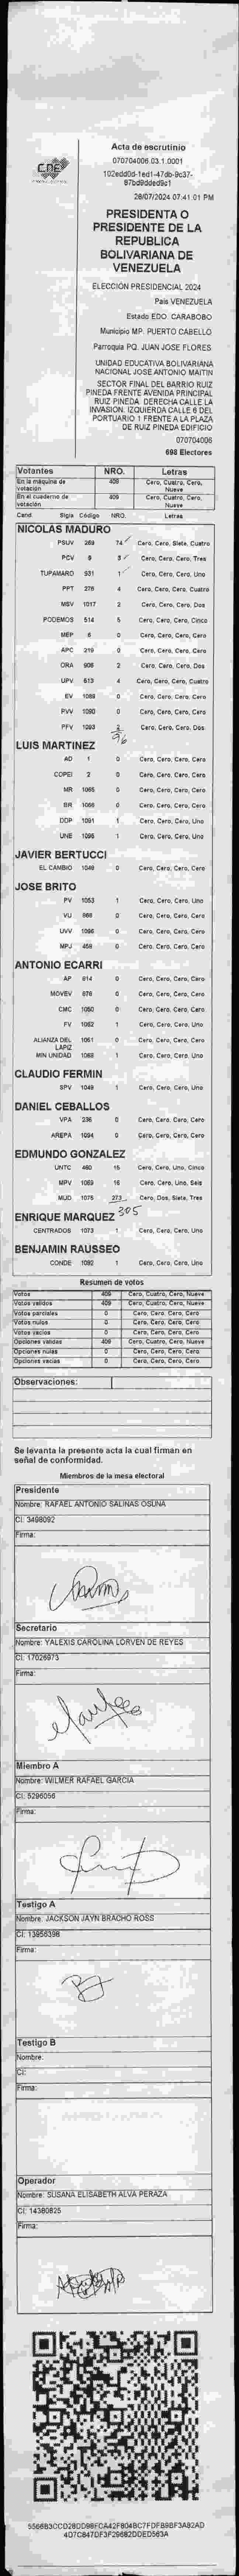 CDE
Acta de escrutinio
070704006.03.1.0001
102edd0d-1ed1-47db-9c37-
87bd9dded9c1
28/07/2024 07:41:01 PM
PRESIDENTA O
PRESIDENTE DE LA
REPUBLICA
BOLIVARIANA DE
VENEZUELA
ELECCIÓN PRESIDENCIAL 2024
Pais VENEZUELA
Estado EDO. CARABOBO
Municipio MP. PUERTO CABELLO
Parroquia PQ. JUAN JOSE FLORES
UNIDAD EDUCATIVA BOLIVARIANA
NACIONAL JOSE ANTONIO MAITIN
SECTOR FINAL DEL BARRIO RUIZ
PINEDA FRENTE AVENIDA PRINCIPAL
RUIZ PINEDA. DERECHA CALLE LA
INVASION. IZQUIERDA CALLE 6 DEL
PORTUARIO 1 FRENTE A LA PLAZA
DE RUIZ PINEDA EDIFICIO
070704006
698 Electores
Votantes NRO. Letras
En la máquina de votación 409 Cero, Cuatro, Cero, Nueve
En el cuaderno de votación 409 Cero, Cuatro, Cero, Nueve
Cand. Sigla Código NRO. Letras
NICOLAS MADURO
PSUV 269 74 Cero, Cero, Siete, Cuatro
PCV 9 3 Cero, Cero, Cero, Tres
TUPAMARO 931 1 Cero, Cero, Cero, Uno
PPT 276 4 Cero, Cero, Cero, Cuatro
MSV 1017 2 Cero, Cero, Cero, Dos
PODEMOS 514 5 Cero, Cero, Cero, Cinco
MEP 6 0 Cero, Cero, Cero, Cero
APC 219 0 Cero, Cero, Cero, Cero
ORA 908 2 Cero, Cero, Cero, Dos
UPV 613 4 Cero, Cero, Cero, Cuatro
EV 1089 0 Cero, Cero, Cero, Cero
PVV 1090 0 Cero, Cero, Cero, Cero
PFV 1093 2 Cero, Cero, Cero, Dos
LUIS MARTINEZ
AD 1 0 Cero, Cero, Cero, Cero
COPEI 2 0 Cero, Cero, Cero, Cero
MR 1065 0 Cero, Cero, Cero, Cero
BR 1066 0 Cero, Cero, Cero, Cero
DDP 1091 1 Cero, Cero, Cero, Uno
UNE 1095 1 Cero, Cero, Cero, Uno
JAVIER BERTUCCI
EL CAMBIO 1048 0 Cero, Cero, Cero, Cero
JOSE BRITO
PV 1053 1 Cero, Cero, Cero, Uno
VU 868 0 Cero, Cero, Cero, Cero
UVV 1096 0 Cero, Cero, Cero, Cero
MPJ 458 0 Cero, Cero, Cero, Cero
ANTONIO ECARRI
AP 814 0 Cero, Cero, Cero, Cero
MOVEV 976 0 Cero, Cero, Cero, Cero
CMC 1050 0 Cero, Cero, Cero, Cero
FV 1052 1 Cero, Cero, Cero, Uno
ALIANZA DEL LAPIZ 1061 0 Cero, Cero, Cero, Cero
MIN UNIDAD 1068 1 Cero, Cero, Cero, Uno
CLAUDIO FERMIN
SPV 1049 1 Cero, Cero, Cero, Uno
DANIEL CEBALLOS
VPA 236 0 Cero, Cero, Cero, Cero
AREPA 1094 0 Cero, Cero, Cero, Cero
EDMUNDO GONZALEZ
UNTC 460 15 Cero, Cero, Uno, Cinco
MPV 1069 16 Cero, Cero, Uno, Seis
MUD 1075 273 Cero, Dos, Siete, Tres
305
ENRIQUE MARQUEZ
CENTRADOS 1073 1 Cero, Cero, Cero, Uno
BENJAMIN RAUSSEO
CONDE 1092 1 Cero, Cero, Cero, Uno
Resumen de votos
Votos 409 Cero, Cuatro, Cero, Nueve
Votos validos 409 Cero, Cuatro, Cero, Nueve
Votos parciales 0 Cero, Cero, Cero, Cero
Votos nulos 0 Cero, Cero, Cero, Cero
Votos vacios 0 Cero, Cero, Cero, Cero
Opciones validas 409 Cero, Cuatro, Cero, Nueve
Opciones nulas 0 Cero, Cero, Cero, Cero
Opciones vacias 0 Cero, Cero, Cero, Cero
Observaciones:
Se levanta la presente acta la cual firman en
señal de conformidad.
Miembros de la mesa electoral
Presidente
Nombre: RAFAEL ANTONIO SALINAS OSUNA
CI: 3498092
Firma:
Secretario
Nombre: YALEXIS CAROLINA LORVEN DE REYES
CI: 17026973
Firma:
Miembro A
Nombre: WILMER RAFAEL GARCIA
CI: 5296056
Firma:
Testigo A
Nombre: JACKSON JAYN BRACHO ROSS
CI: 13956398
Firma:
Testigo B
Nombre:
CI:
Firma:
Operador
Nombre: SUSANA ELISABETH ALVA PERAZA
CI: 14380825
Firma:
5566B3CCD28DD98FCA42F804BC7FDFB9BF3A82AD
4D7C847DF3F29682DDED563A